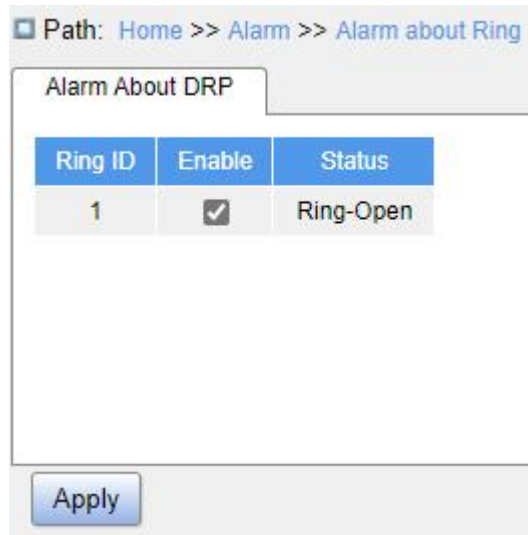 Path: Home >> Alarm >> Alarm about Ring
Alarm About DRP
Ring ID Enable Status
1 Ring-Open
Apply